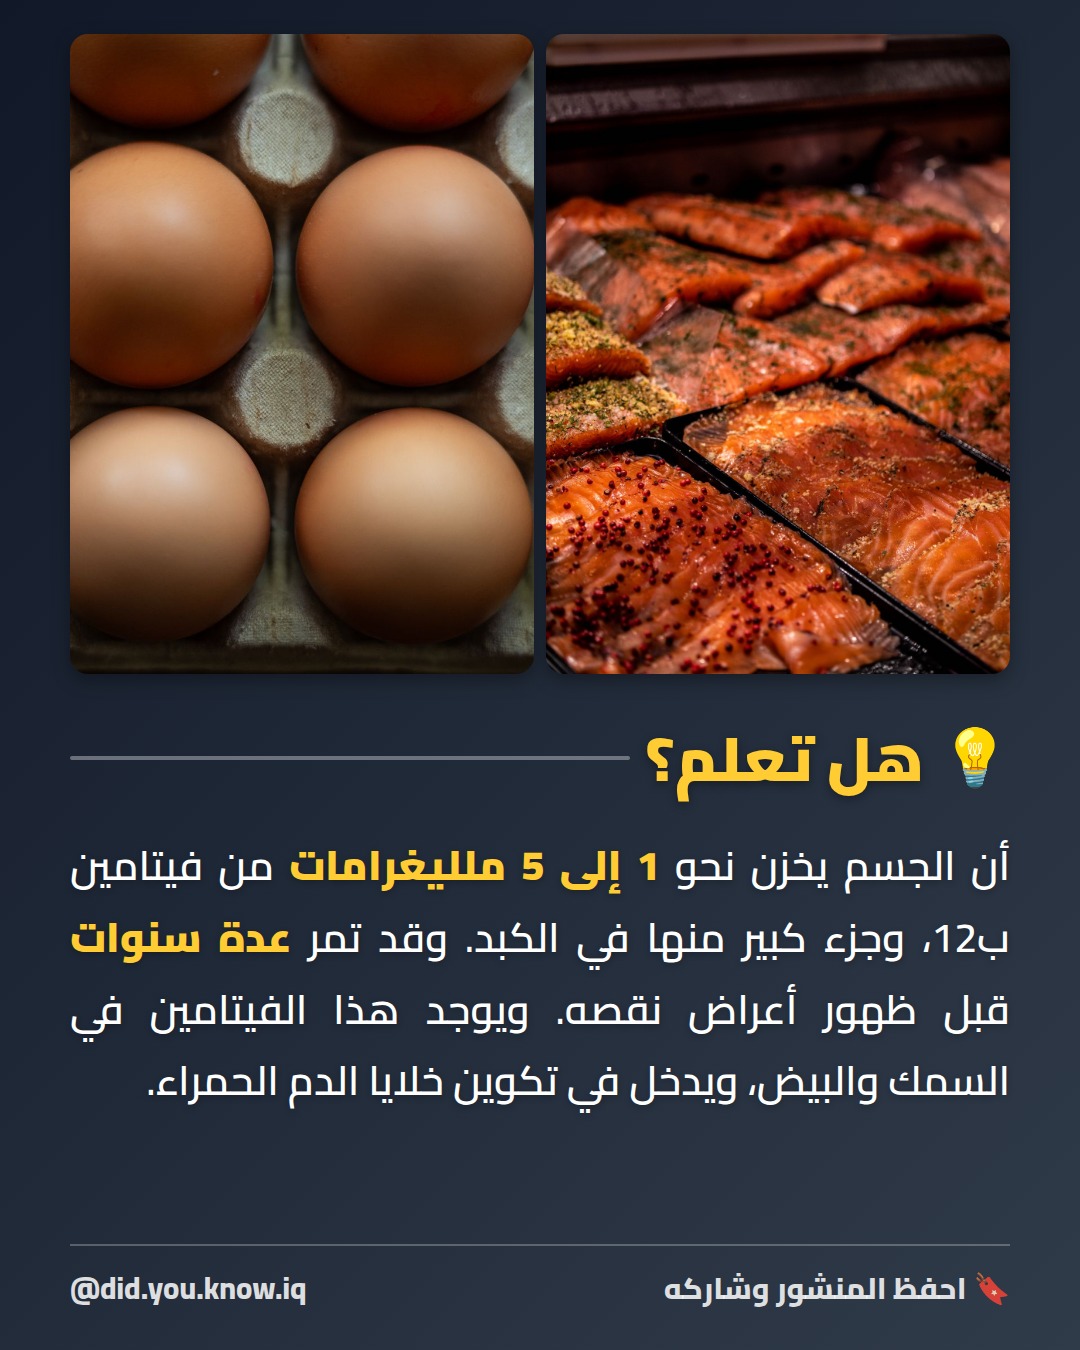 💡 هل تعلم؟
أن الجسم يخزن نحو 1 إلى 5 ملليغرامات من فيتامين
ب12، وجزء كبير منها في الكبد. وقد تمر عدة سنوات
قبل ظهور أعراض نقصه. ويوجد هذا الفيتامين في
السمك والبيض، ويدخل في تكوين خلايا الدم الحمراء.
🔖 احفظ المنشور وشاركه
@did.you.know.iq